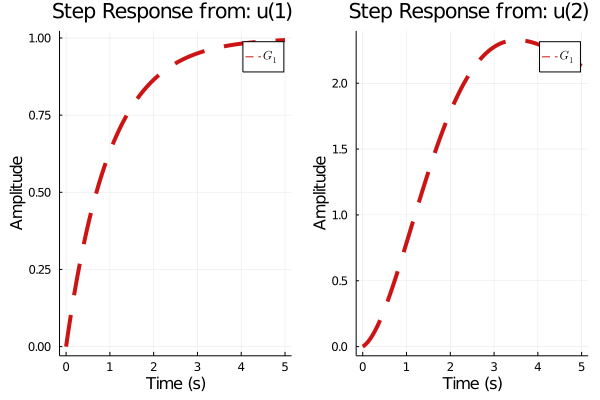 Step Response from: u(1)
Amplitude
1.00
0.75
0.50
0.25
0.00
G₁
0 1 2 3 4 5
Time (s)
Step Response from: u(2)
Amplitude
2.0
1.5
1.0
0.5
0.0
G₁
0 1 2 3 4 5
Time (s)